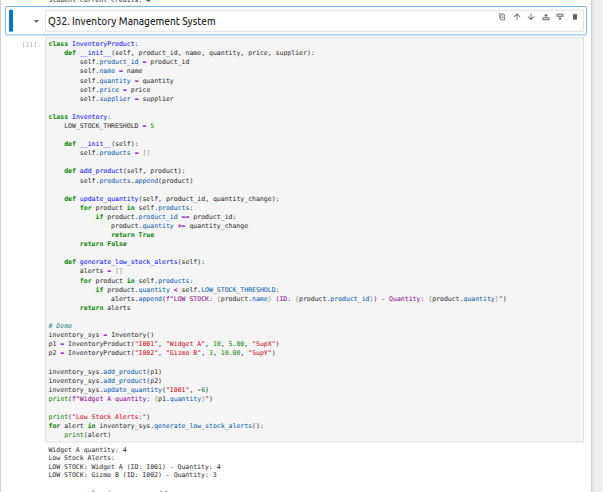 Student current credits: 4
Q32. Inventory Management System
[11]:
class InventoryProduct:
    def __init__(self, product_id, name, quantity, price, supplier):
        self.product_id = product_id
        self.name = name
        self.quantity = quantity
        self.price = price
        self.supplier = supplier

class Inventory:
    LOW_STOCK_THRESHOLD = 5

    def __init__(self):
        self.products = []

    def add_product(self, product):
        self.products.append(product)

    def update_quantity(self, product_id, quantity_change):
        for product in self.products:
            if product.product_id == product_id:
                product.quantity += quantity_change
                return True
        return False

    def generate_low_stock_alerts(self):
        alerts = []
        for product in self.products:
            if product.quantity < self.LOW_STOCK_THRESHOLD:
                alerts.append(f"LOW STOCK: {product.name} (ID: {product.product_id}) - Quantity: {product.quantity}")
        return alerts

# Demo
inventory_sys = Inventory()
p1 = InventoryProduct("I001", "Widget A", 10, 5.00, "SupX")
p2 = InventoryProduct("I002", "Gizmo B", 3, 10.00, "SupY")

inventory_sys.add_product(p1)
inventory_sys.add_product(p2)
inventory_sys.update_quantity("I001", -6)
print(f"Widget A quantity: {p1.quantity}")

print("Low Stock Alerts:")
for alert in inventory_sys.generate_low_stock_alerts():
    print(alert)
Widget A quantity: 4
Low Stock Alerts:
LOW STOCK: Widget A (ID: I001) - Quantity: 4
LOW STOCK: Gizmo B (ID: I002) - Quantity: 3